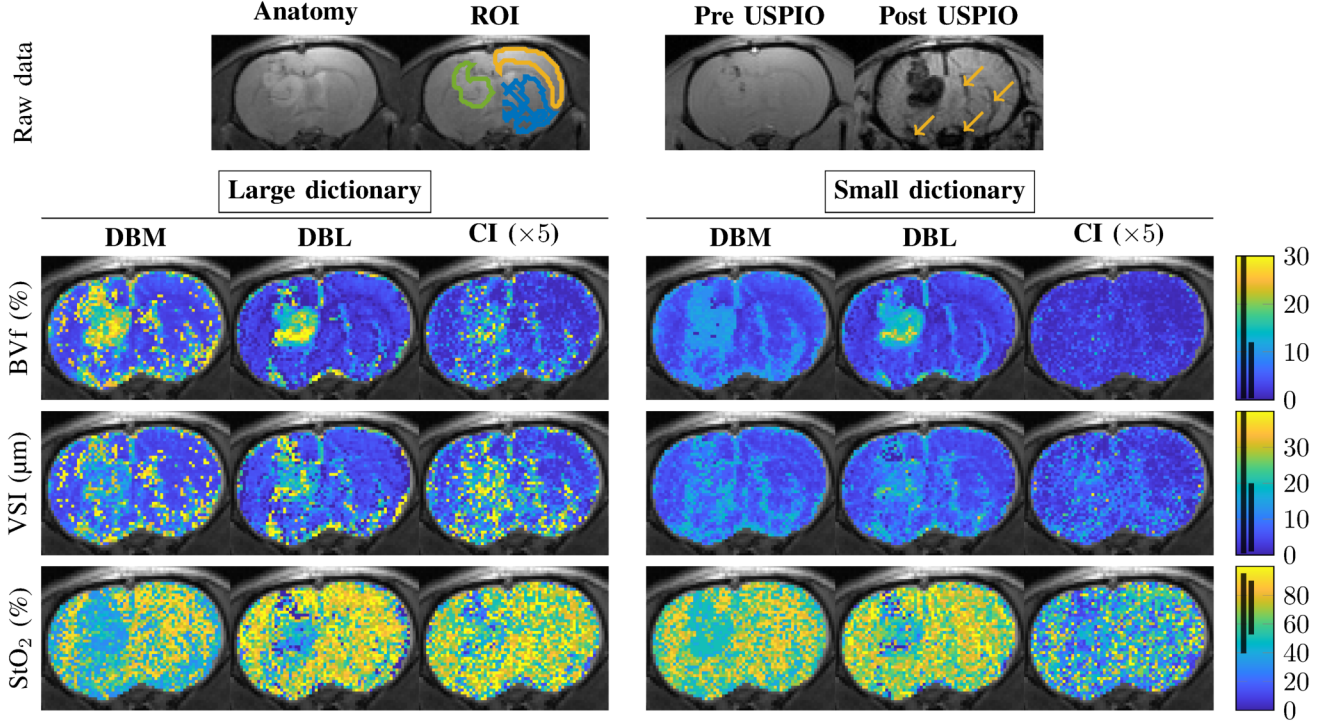 Anatomy ROI Pre USPIO Post USPIO
Raw data
Large dictionary Small dictionary
DBM DBL CI (×5) DBM DBL CI (×5)
BVf (%)
30
20
10
0
VSI (μm)
30
20
10
0
StO₂ (%)
80
60
40
20
0